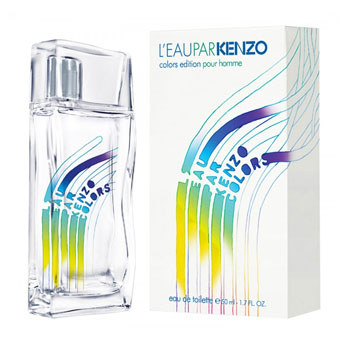 L'EAU PAR KENZO COLORS
L'EAUPARKENZO
colors edition pour homme
L'EAU PAR KENZO COLORS
eau de toilette 50 ml - 1.7 FL. OZ.